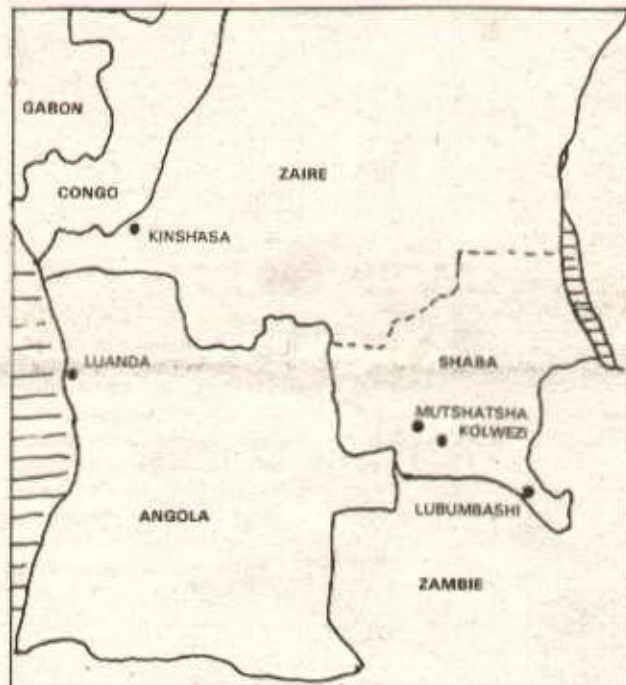 GABON
CONGO
ZAIRE
KINSHASA
LUANDA
SHABA
MUTSHATSHA
KOLWEZI
ANGOLA
LUBUMBASHI
ZAMBIE